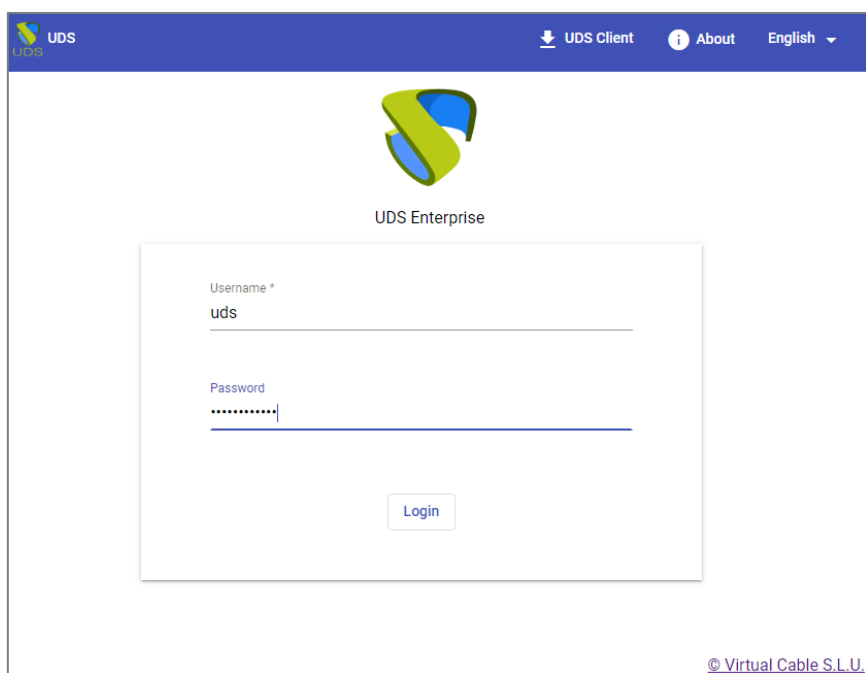 UDS UDS UDS Client i About English
UDS Enterprise
Username *
uds
Password
••••••••••••
Login
© Virtual Cable S.L.U.